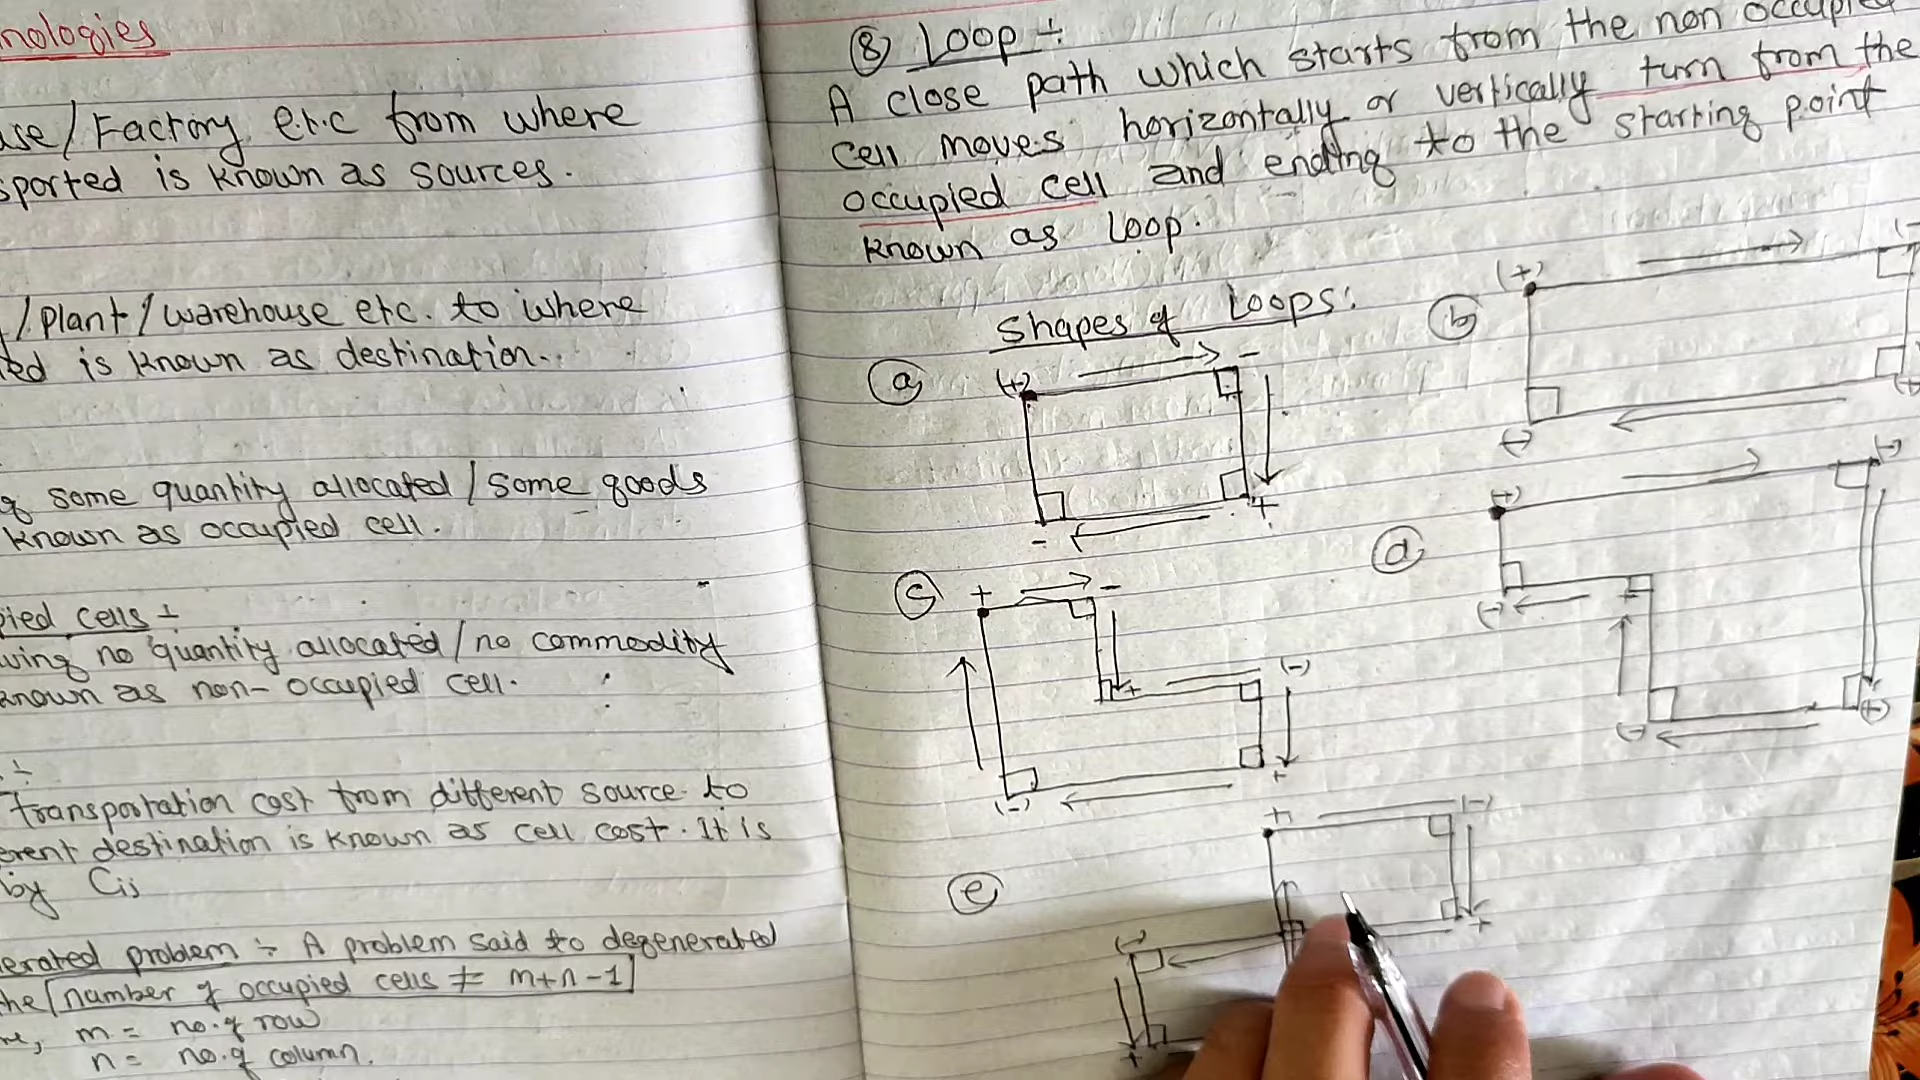 nologies
use / Factory etc from where
sported is known as sources.
/ plant / warehouse etc. to where
ted is known as destination.
g some quantity allocated / some goods
known as occupied cell.
pied cells ÷
wing no quantity allocated / no commodity
known as non-occupied cell.
÷
Transportation cost from different source to
erent destination is known as cell cost. It is
by Cij
erated problem ÷ A problem said to degenerated
the number of occupied cells ≠ m+n-1
m = no. of row
n = no. of column.
⑧ Loop ÷
A close path which starts from the non occupied
cell moves horizontally or vertically turn from the
occupied cell and ending to the starting point
known as loop.
Shapes of Loops:
ⓐ (+) - + -
ⓑ (+) (-) (+) (-)
ⓒ + - + (-) + (-)
ⓓ (+) (-) (+) (-) + (-)
ⓔ + (-) + (-) +